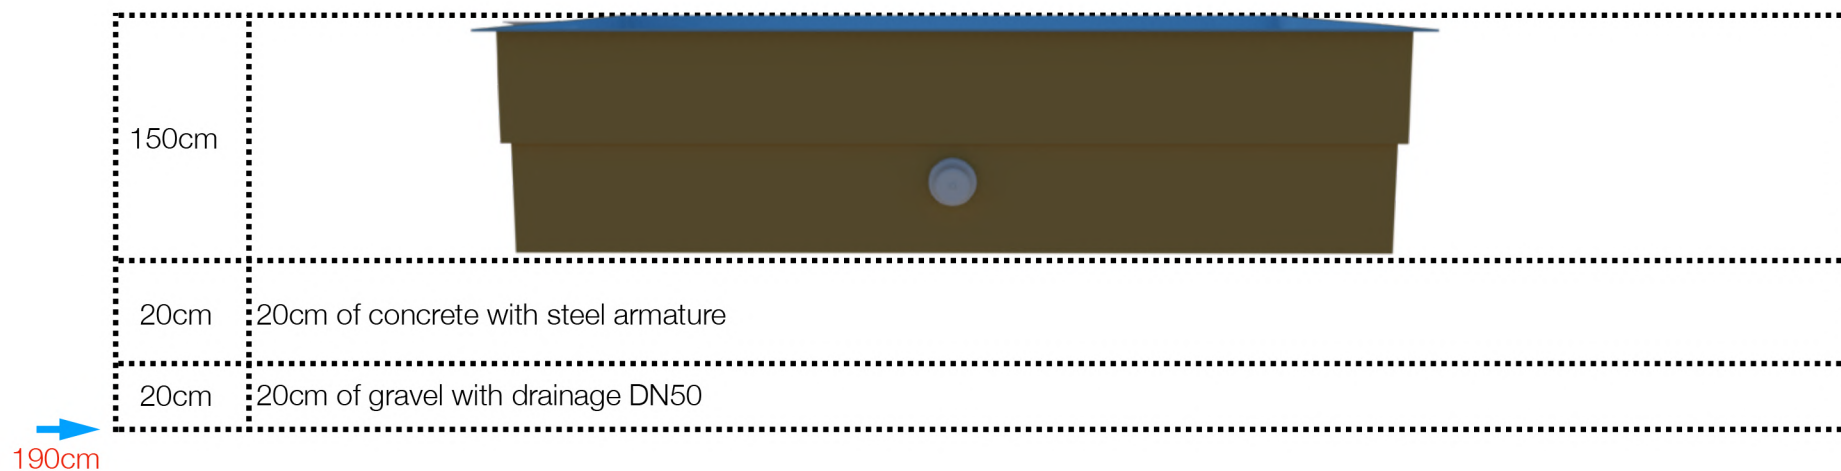 150cm
20cm
20cm of concrete with steel armature
20cm
20cm of gravel with drainage DN50
190cm